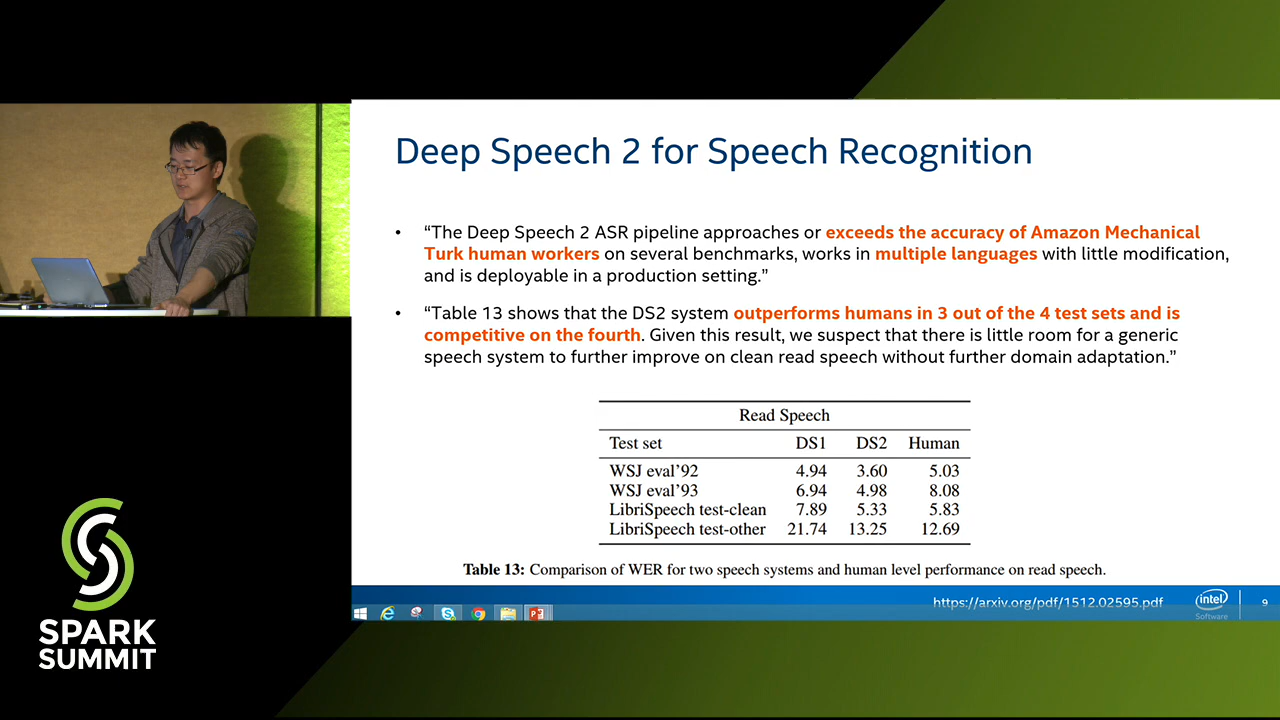 Deep Speech 2 for Speech Recognition
• “The Deep Speech 2 ASR pipeline approaches or exceeds the accuracy of Amazon Mechanical
Turk human workers on several benchmarks, works in multiple languages with little modification,
and is deployable in a production setting.”
• “Table 13 shows that the DS2 system outperforms humans in 3 out of the 4 test sets and is
competitive on the fourth. Given this result, we suspect that there is little room for a generic
speech system to further improve on clean read speech without further domain adaptation.”
Read Speech
Test set DS1 DS2 Human
WSJ eval’92 4.94 3.60 5.03
WSJ eval’93 6.94 4.98 8.08
LibriSpeech test-clean 7.89 5.33 5.83
LibriSpeech test-other 21.74 13.25 12.69
Table 13: Comparison of WER for two speech systems and human level performance on read speech.
https://arxiv.org/pdf/1512.02595.pdf
intel
Software
9
SPARK
SUMMIT